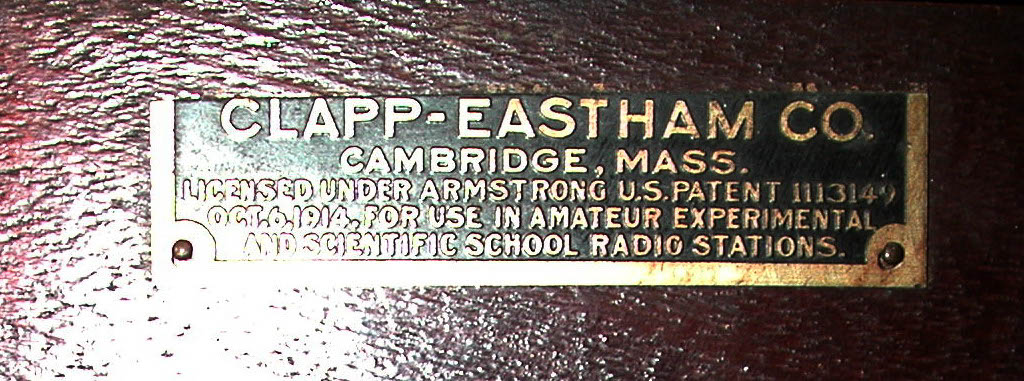 CLAPP-EASTHAM CO.
CAMBRIDGE, MASS.
LICENSED UNDER ARMSTRONG U.S. PATENT 1113149
OCT. 6, 1914. FOR USE IN AMATEUR EXPERIMENTAL
AND SCIENTIFIC SCHOOL RADIO STATIONS.